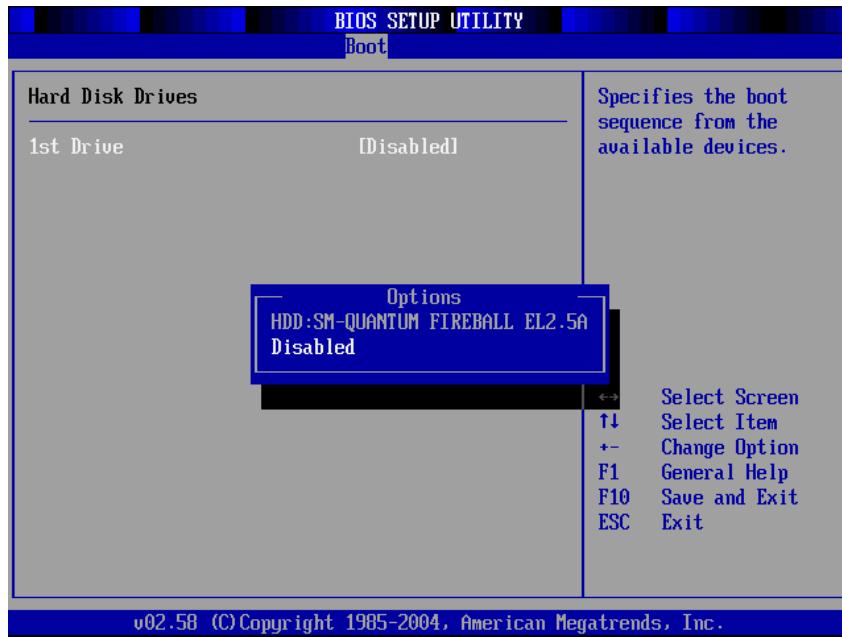 BIOS SETUP UTILITY
Boot
Hard Disk Drives
1st Drive [Disabled]
Specifies the boot
sequence from the
available devices.
Options
HDD:SM-QUANTUM FIREBALL EL2.5A
Disabled
↔ Select Screen
↑↓ Select Item
+- Change Option
F1 General Help
F10 Save and Exit
ESC Exit
v02.58 (C)Copyright 1985-2004, American Megatrends, Inc.